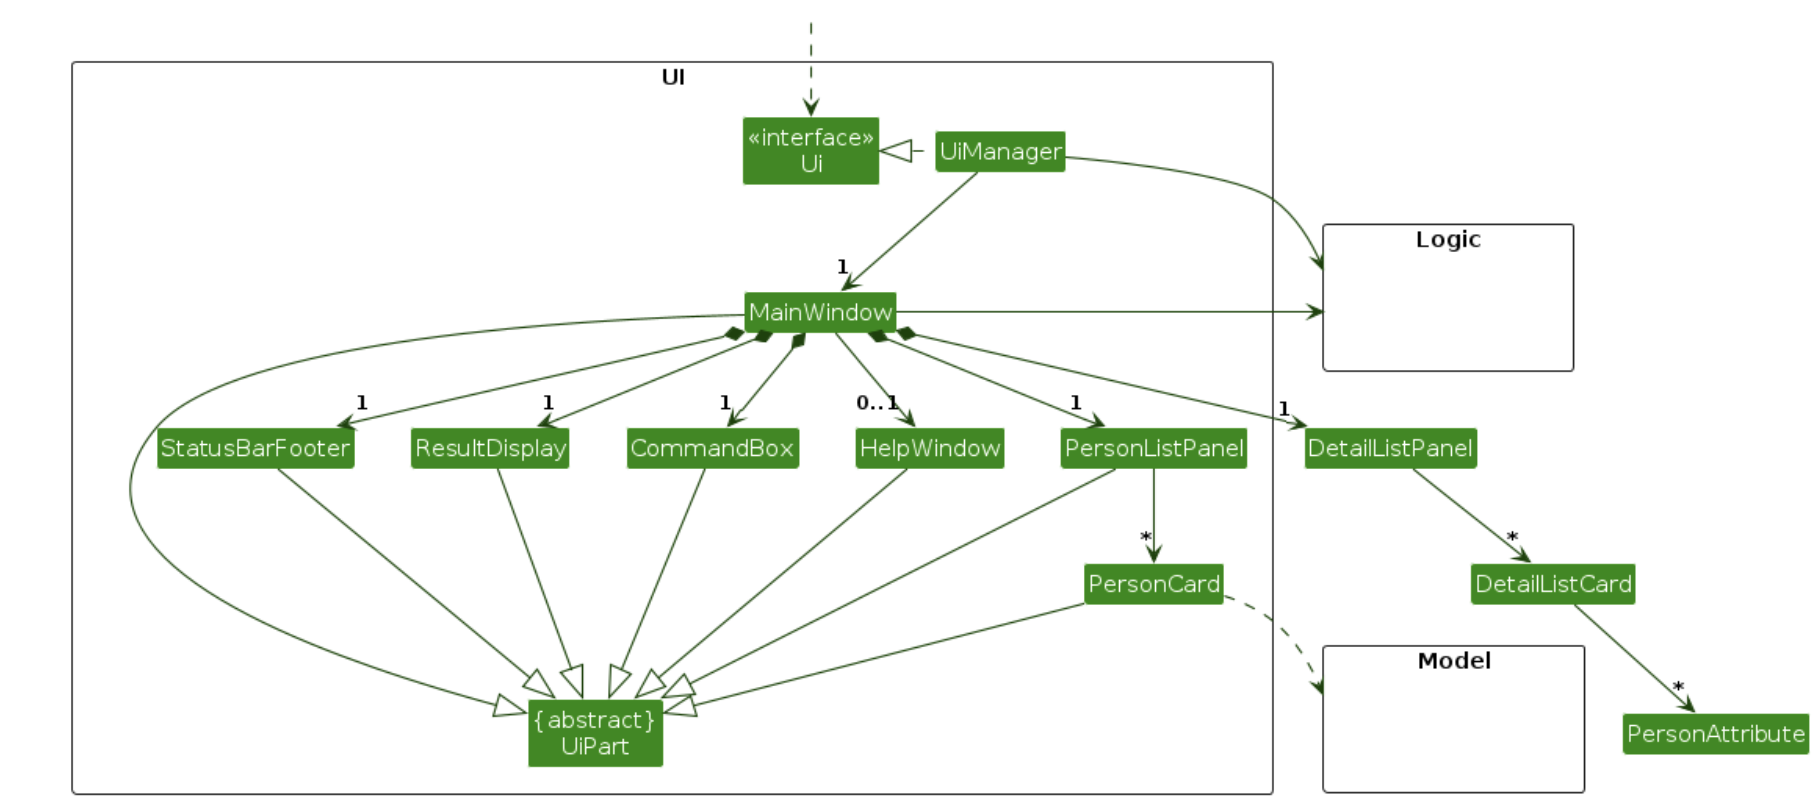 UI
«interface»
Ui
UiManager
Logic
1
MainWindow
1
1
1
0..1
1
1
StatusBarFooter
ResultDisplay
CommandBox
HelpWindow
PersonListPanel
DetailListPanel
*
*
PersonCard
DetailListCard
Model
*
{abstract}
UiPart
PersonAttribute